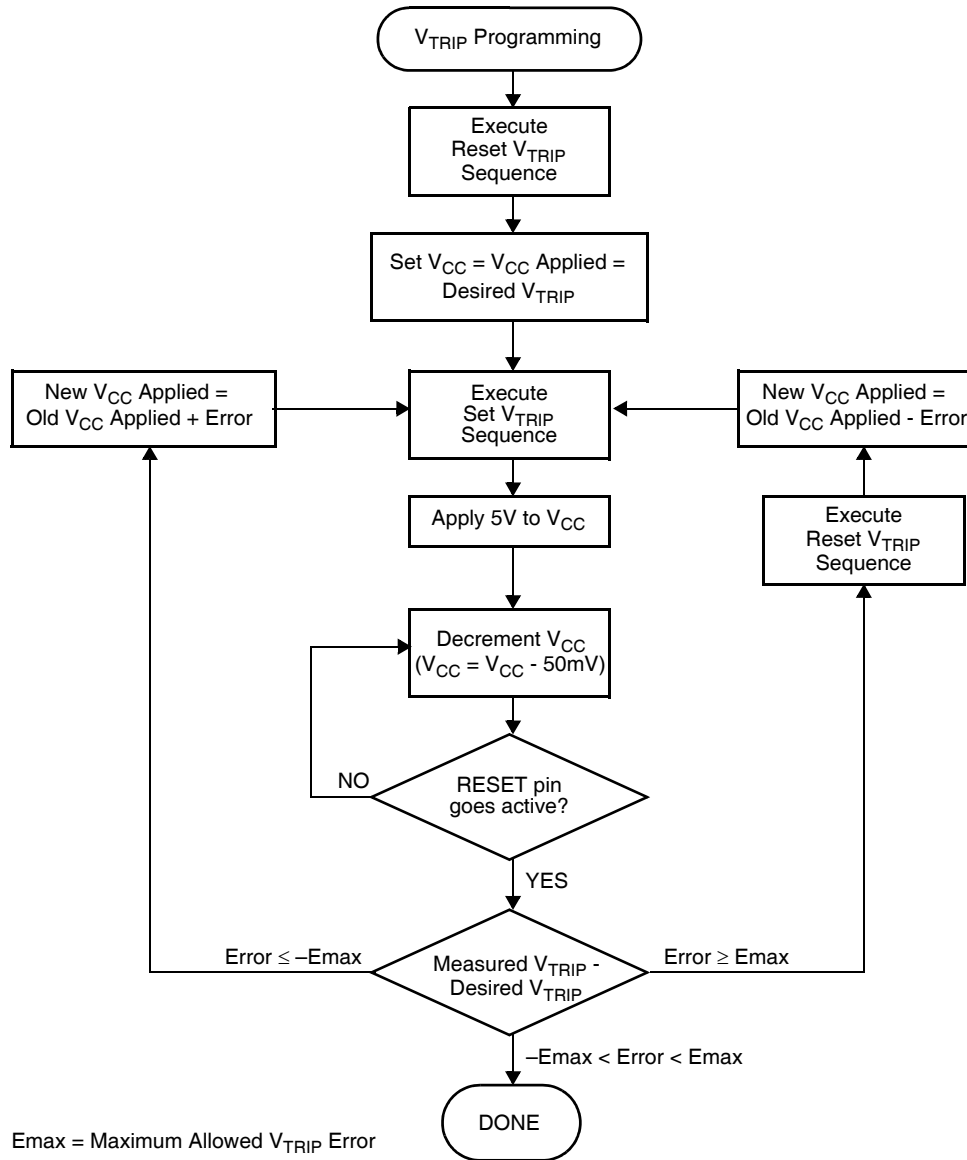 V_TRIP Programming
Execute
Reset V_TRIP
Sequence
Set V_CC = V_CC Applied =
Desired V_TRIP
New V_CC Applied =
Old V_CC Applied + Error
Execute
Set V_TRIP
Sequence
New V_CC Applied =
Old V_CC Applied - Error
Apply 5V to V_CC
Execute
Reset V_TRIP
Sequence
Decrement V_CC
(V_CC = V_CC - 50mV)
NO
RESET pin
goes active?
YES
Error ≤ –Emax
Measured V_TRIP -
Desired V_TRIP
Error ≥ Emax
–Emax < Error < Emax
DONE
Emax = Maximum Allowed V_TRIP Error